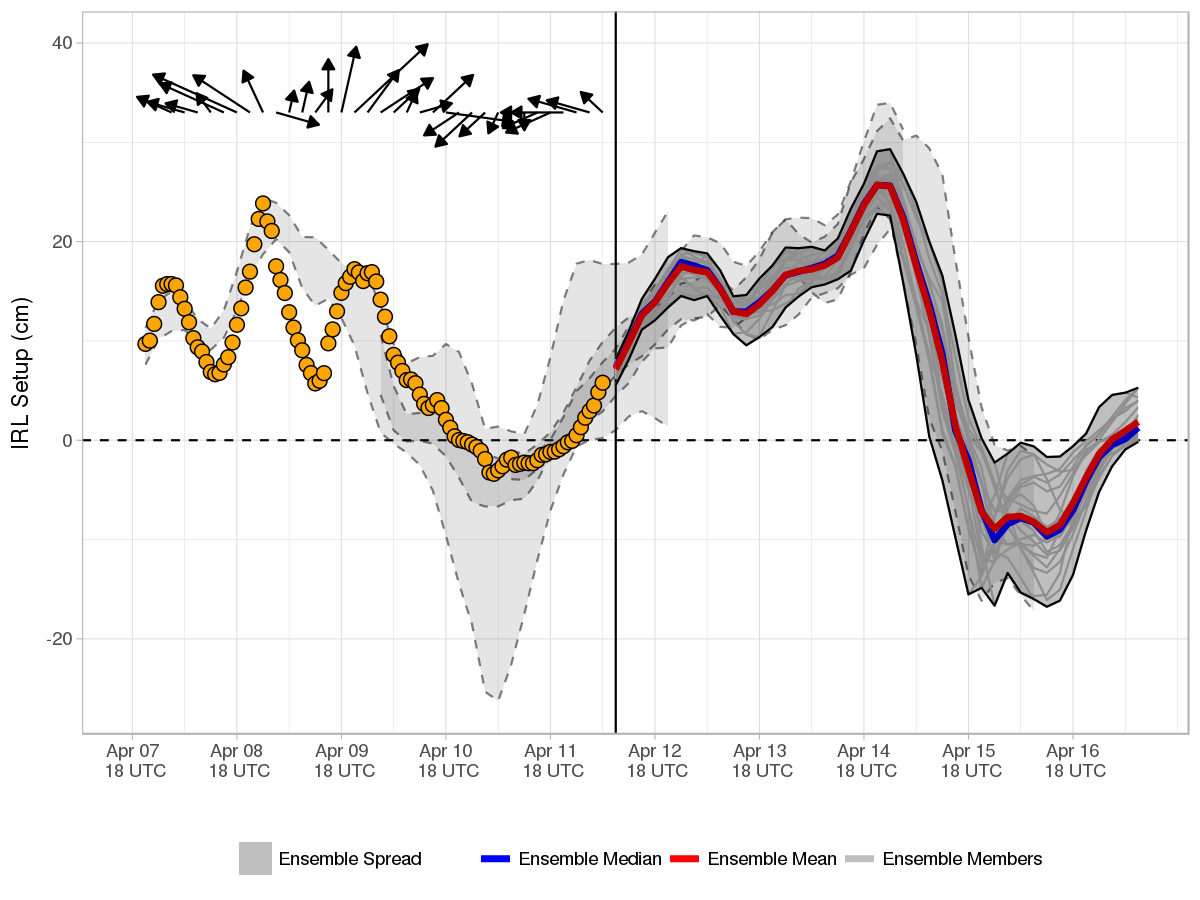 IRL Setup (cm)
40
20
0
-20
Apr 07 Apr 08 Apr 09 Apr 10 Apr 11 Apr 12 Apr 13 Apr 14 Apr 15 Apr 16
18 UTC 18 UTC 18 UTC 18 UTC 18 UTC 18 UTC 18 UTC 18 UTC 18 UTC 18 UTC
Ensemble Spread Ensemble Median Ensemble Mean Ensemble Members